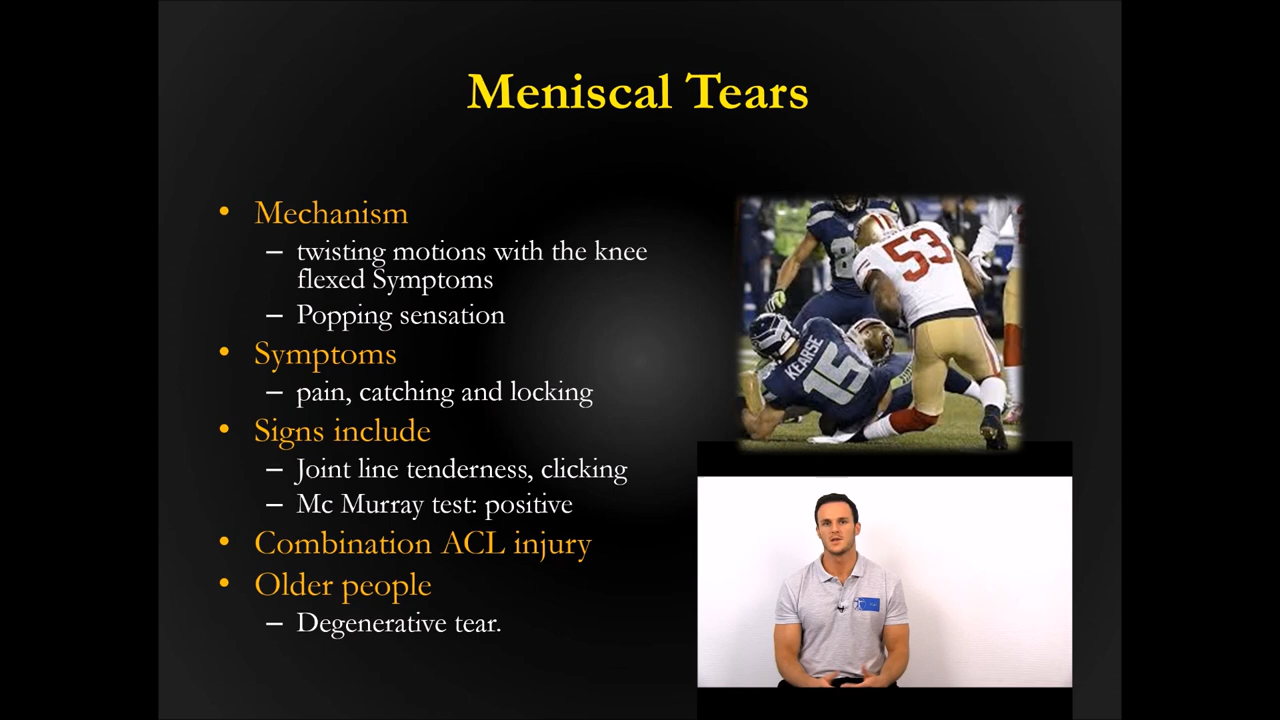 Meniscal Tears
• Mechanism
– twisting motions with the knee
flexed Symptoms
– Popping sensation
• Symptoms
– pain, catching and locking
• Signs include
– Joint line tenderness, clicking
– Mc Murray test: positive
• Combination ACL injury
• Older people
– Degenerative tear.
53
8
KEARSE
15